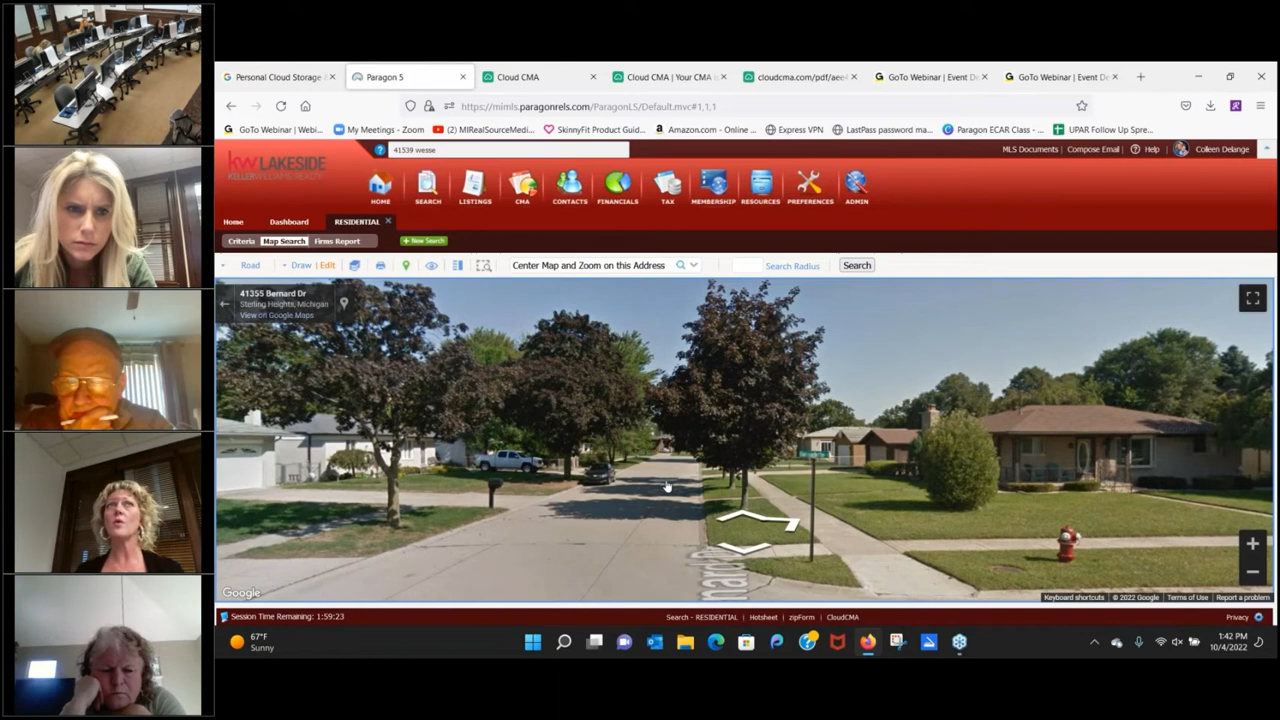 Personal Cloud Storage
Paragon 5
Cloud CMA
Cloud CMA | Your CMA
cloudcma.com/pdf/aee
GoTo Webinar | Event De
GoTo Webinar | Event De
https://mimls.paragonrels.com/ParagonLS/Default.mvc#1,1,1
GoTo Webinar | Webi...
My Meetings - Zoom
(2) MIRealSourceMedi...
SkinnyFit Product Guid...
Amazon.com - Online ...
Express VPN
LastPass password ma...
Paragon ECAR Class - ...
UPAR Follow Up Spre...
kw LAKESIDE
KELLERWILLIAMS REALTY
41539 wesse
MLS Documents
Compose Email
Help
Colleen Delange
HOME
SEARCH
LISTINGS
CMA
CONTACTS
FINANCIALS
TAX
MEMBERSHIP
RESOURCES
PREFERENCES
ADMIN
Home
Dashboard
RESIDENTIAL
Criteria
Map Search
Firms Report
+ New Search
Road
Draw | Edit
Center Map and Zoom on this Address
Search Radius
Search
41355 Bernard Dr
Sterling Heights, Michigan
View on Google Maps
Google
Keyboard shortcuts
© 2022 Google
Terms of Use
Report a problem
Session Time Remaining: 1:59:23
Search - RESIDENTIAL
Hotsheet
zipForm
CloudCMA
Privacy
67°F
Sunny
1:42 PM
10/4/2022